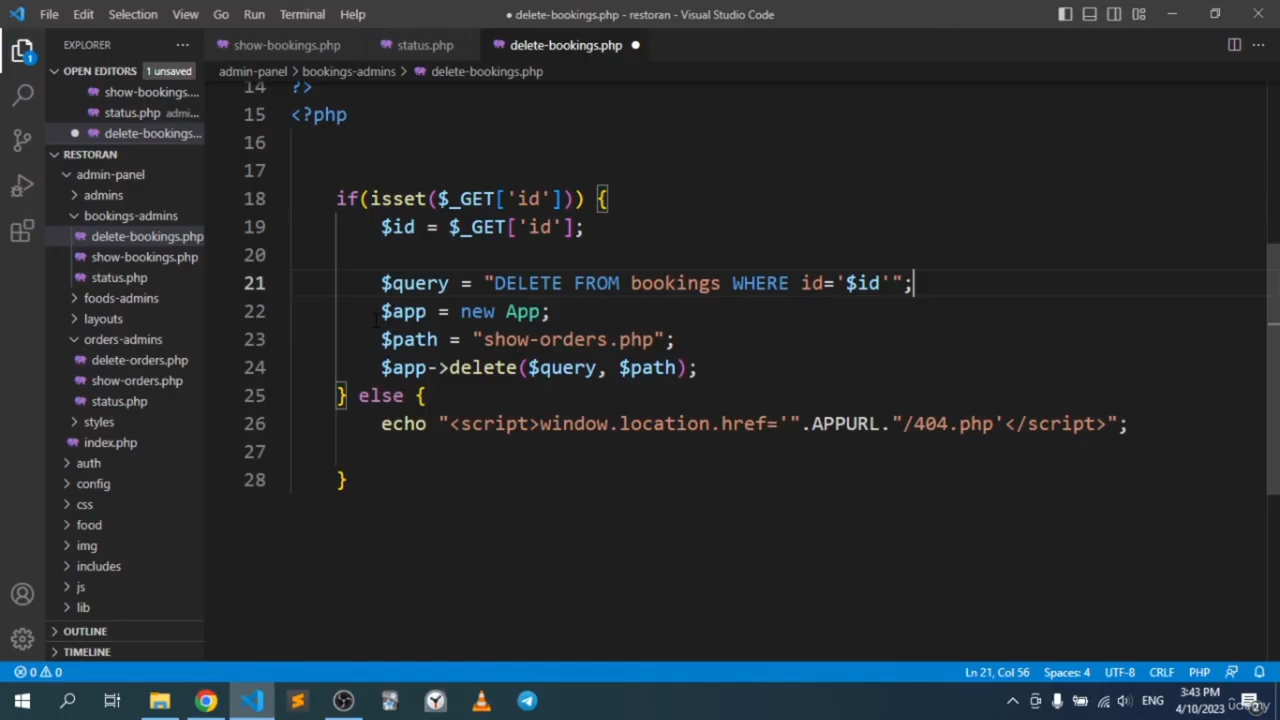 File Edit Selection View Go Run Terminal Help
● delete-bookings.php - restoran - Visual Studio Code
EXPLORER
show-bookings.php
status.php
delete-bookings.php
OPEN EDITORS 1 unsaved
admin-panel > bookings-admins > delete-bookings.php
show-bookings....
status.php admi...
delete-bookings...
RESTORAN
admin-panel
admins
bookings-admins
delete-bookings.php
show-bookings.php
status.php
foods-admins
layouts
orders-admins
delete-orders.php
show-orders.php
status.php
styles
index.php
auth
config
css
food
img
includes
js
lib
OUTLINE
TIMELINE
14 ?>
15 <?php
16
17
18 if(isset($_GET['id'])) {
19 $id = $_GET['id'];
20
21 $query = "DELETE FROM bookings WHERE id='$id'";
22 $app = new App;
23 $path = "show-orders.php";
24 $app->delete($query, $path);
25 } else {
26 echo "<script>window.location.href='".APPURL."/404.php'</script>";
27
28 }
1
0 0
Ln 21, Col 56 Spaces: 4 UTF-8 CRLF PHP
ENG
3:43 PM
4/10/2023
udemy